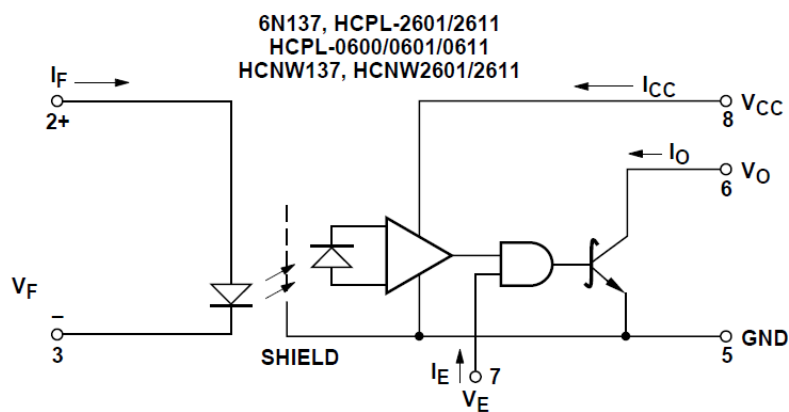 6N137, HCPL-2601/2611
HCPL-0600/0601/0611
HCNW137, HCNW2601/2611
IF
ICC
2+
8
VCC
IO
6
VO
VF
–
3
SHIELD
IE
7
VE
5
GND